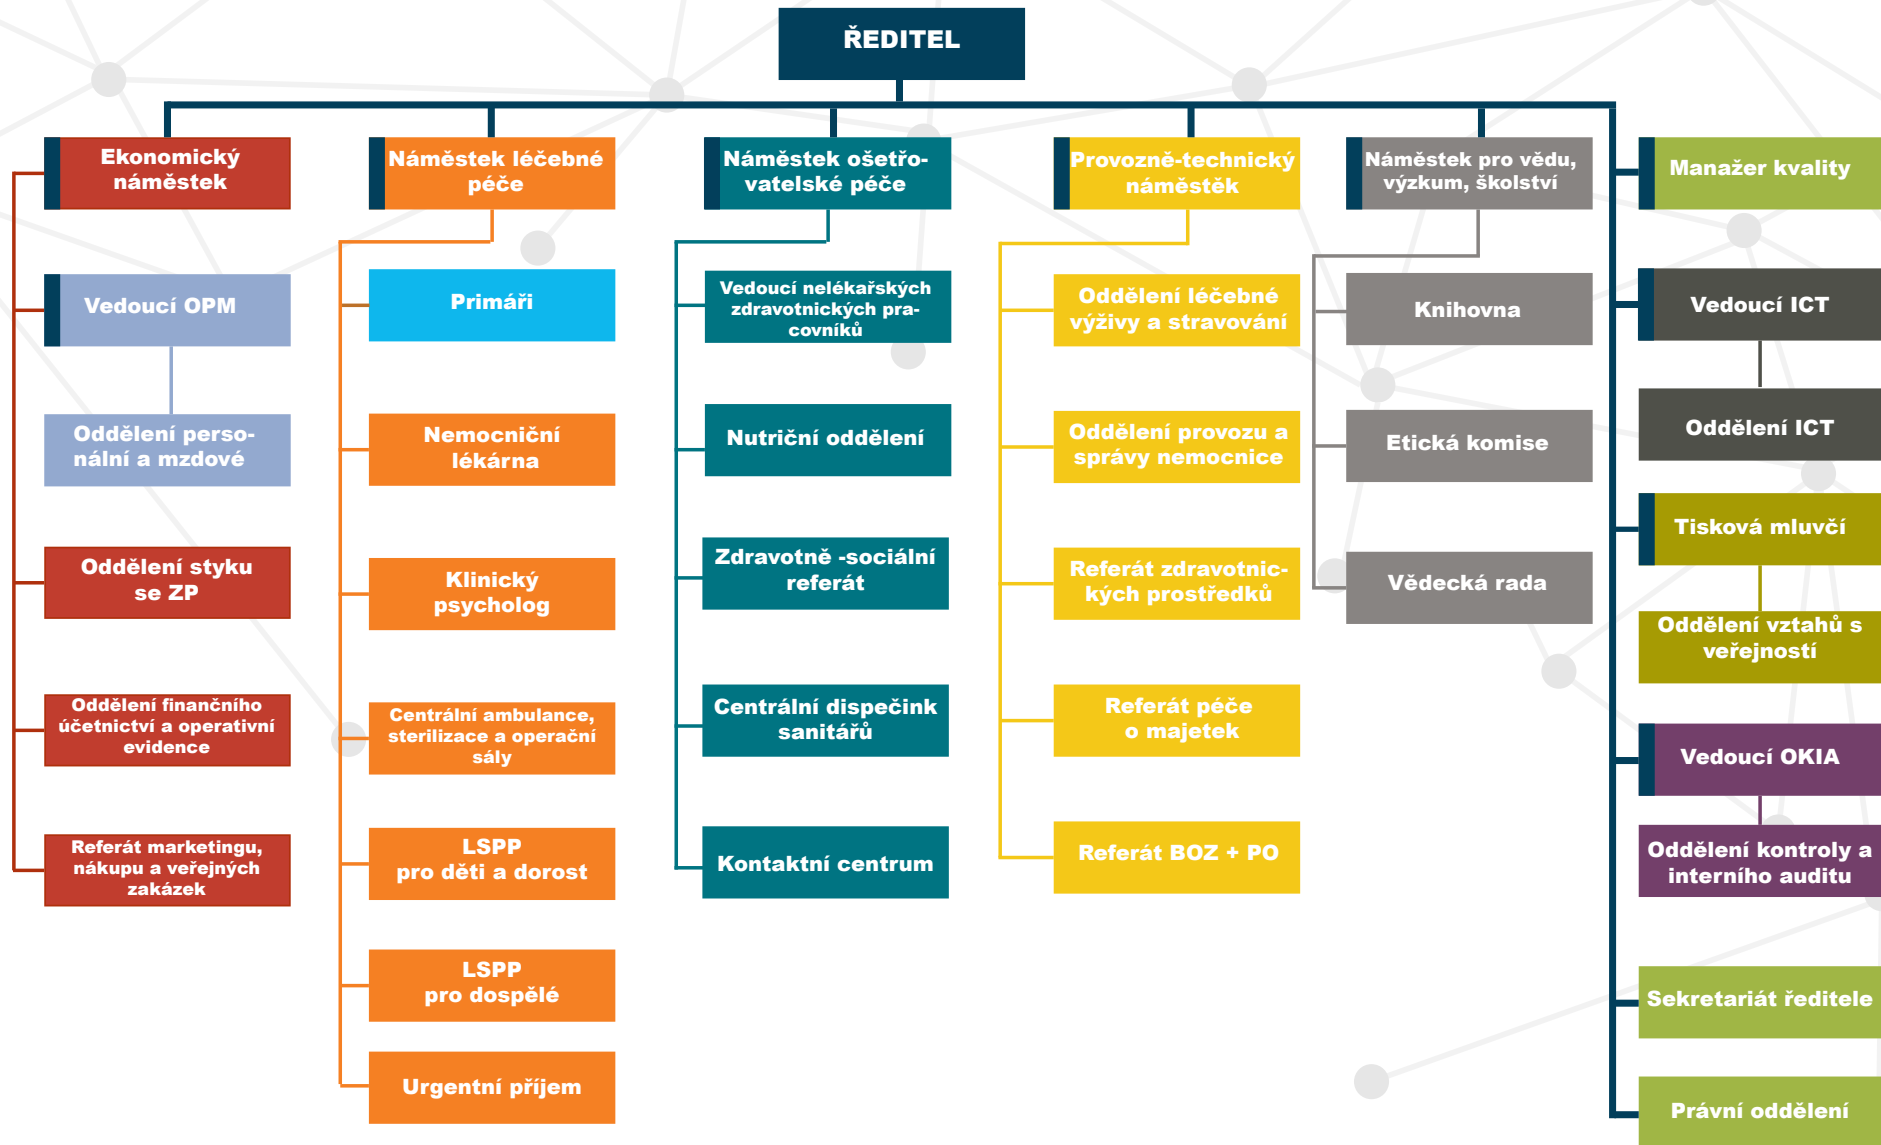 ŘEDITEL
Ekonomický
náměstek
Vedoucí OPM
Oddělení perso-
nální a mzdové
Oddělení styku
se ZP
Oddělení finančního
účetnictví a operativní
evidence
Referát marketingu,
nákupu a veřejných
zakázek
Náměstek léčebné
péče
Primáři
Nemocniční
lékárna
Klinický
psycholog
Centrální ambulance,
sterilizace a operační
sály
LSPP
pro děti a dorost
LSPP
pro dospělé
Urgentní příjem
Náměstek ošetřo-
vatelské péče
Vedoucí nelékařských
zdravotnických pra-
covníků
Nutriční oddělení
Zdravotně -sociální
referát
Centrální dispečink
sanitářů
Kontaktní centrum
Provozně-technický
náměstěk
Oddělení léčebné
výživy a stravování
Oddělení provozu a
správy nemocnice
Referát zdravotnic-
kých prostředků
Referát péče
o majetek
Referát BOZ + PO
Náměstek pro vědu,
výzkum, školství
Knihovna
Etická komise
Vědecká rada
Manažer kvality
Vedoucí ICT
Oddělení ICT
Tisková mluvčí
Oddělení vztahů s
veřejností
Vedoucí OKIA
Oddělení kontroly a
interního auditu
Sekretariát ředitele
Právní oddělení